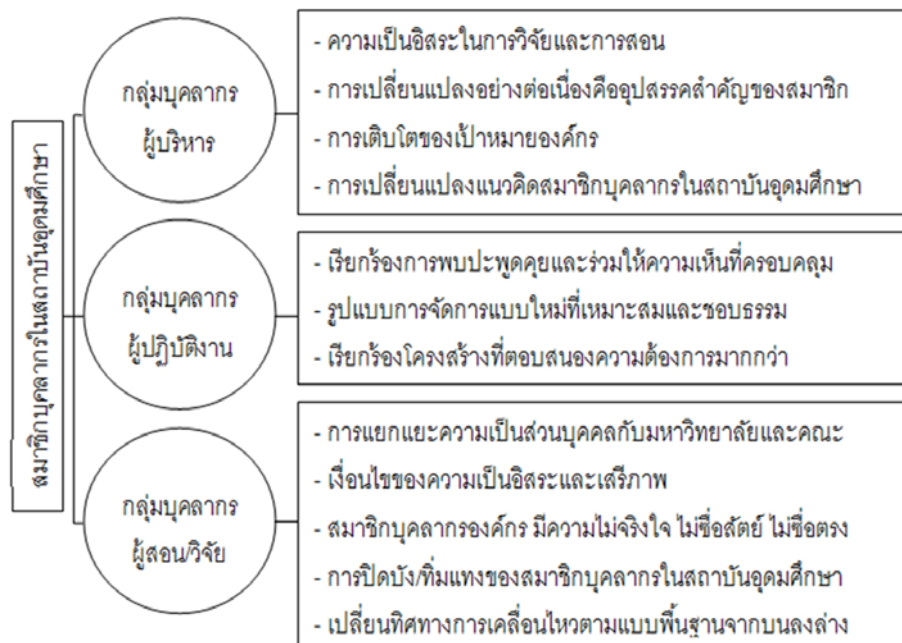 สมาชิกบุคลากรในสถาบันอุดมศึกษา
กลุ่มบุคลากร
ผู้บริหาร
- ความเป็นอิสระในการวิจัยและการสอน
- การเปลี่ยนแปลงอย่างต่อเนื่องคืออุปสรรคสำคัญของสมาชิก
- การเติบโตของเป้าหมายองค์กร
- การเปลี่ยนแปลงแนวคิดสมาชิกบุคลากรในสถาบันอุดมศึกษา
กลุ่มบุคลากร
ผู้ปฏิบัติงาน
- เรียกร้องการพบปะพูดคุยและร่วมให้ความเห็นที่ครอบคลุม
- รูปแบบการจัดการแบบใหม่ที่เหมาะสมและชอบธรรม
- เรียกร้องโครงสร้างที่ตอบสนองความต้องการมากกว่า
กลุ่มบุคลากร
ผู้สอน/วิจัย
- การแยกแยะความเป็นส่วนบุคคลกับมหาวิทยาลัยและคณะ
- เงื่อนไขของความเป็นอิสระและเสรีภาพ
- สมาชิกบุคลากรองค์กร มีความไม่จริงใจ ไม่ซื่อสัตย์ ไม่ซื่อตรง
- การปิดบัง/ทิ่มแทงของสมาชิกบุคลากรในสถาบันอุดมศึกษา
- เปลี่ยนทิศทางการเคลื่อนไหวตามแบบพื้นฐานจากบนลงล่าง